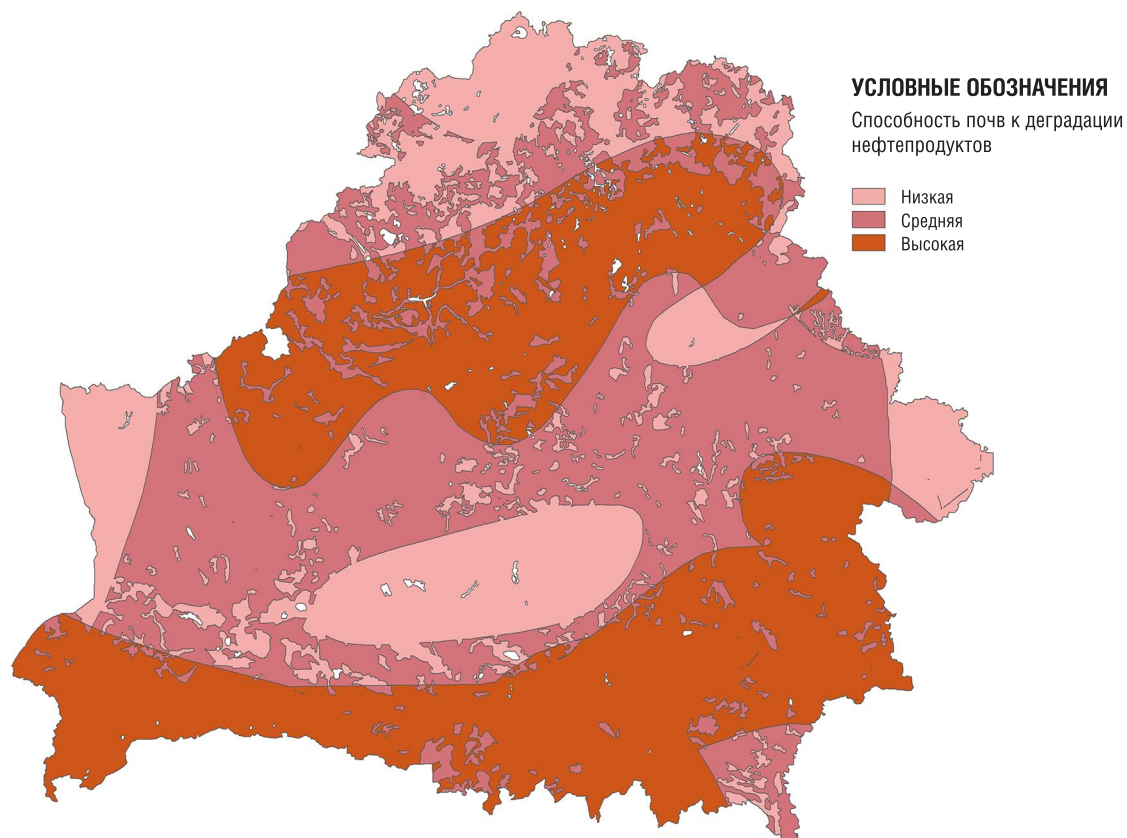 УСЛОВНЫЕ ОБОЗНАЧЕНИЯ
Способность почв к деградации
нефтепродуктов
Низкая
Средняя
Высокая